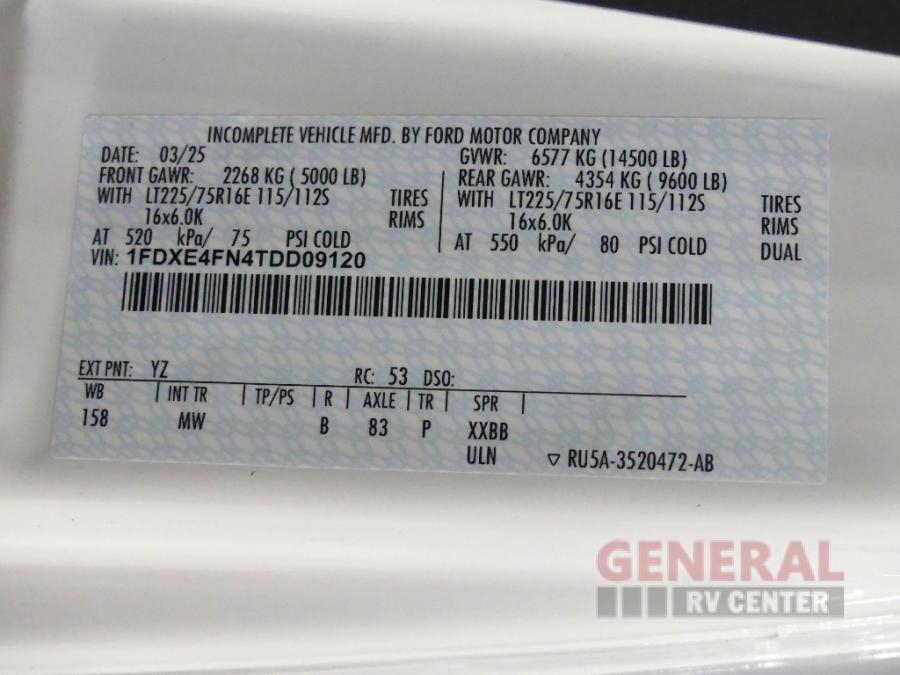 INCOMPLETE VEHICLE MFD. BY FORD MOTOR COMPANY
DATE: 03/25 GVWR: 6577 KG (14500 LB)
FRONT GAWR: 2268 KG ( 5000 LB) REAR GAWR: 4354 KG ( 9600 LB)
WITH LT225/75R16E 115/112S TIRES WITH LT225/75R16E 115/112S TIRES
16x6.0K RIMS 16x6.0K RIMS
AT 520 kPa/ 75 PSI COLD AT 550 kPa/ 80 PSI COLD DUAL
VIN: 1FDXE4FN4TDD09120
EXT PNT: YZ RC: 53 DSO:
WB | INT TR | TP/PS | R | AXLE | TR | SPR |
158 MW B 83 P XXBB
ULN ▽ RU5A-3520472-AB
GENERAL
RV CENTER